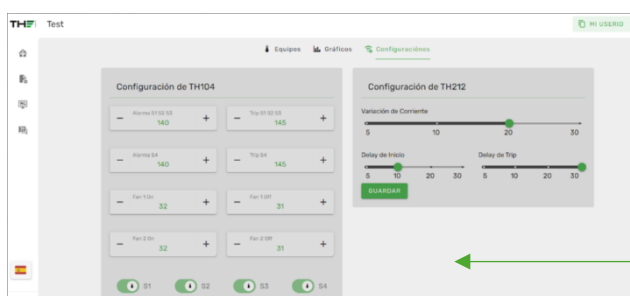 THE Test MI USERID
Equipos Gráficos Configuraciónes
Configuración de TH104
Alarma S1 S2 S3
140
Trip S1 S2 S3
145
Alarma S4
140
Trip S4
145
Fan 1 On
32
Fan 1 Off
31
Fan 2 On
32
Fan 2 Off
31
S1 S2 S3 S4
Configuración de TH212
Variación de Corriente
5 10 20 30
Delay de Inicio
5 10 20 30
Delay de Trip
5 10 20 30
GUARDAR